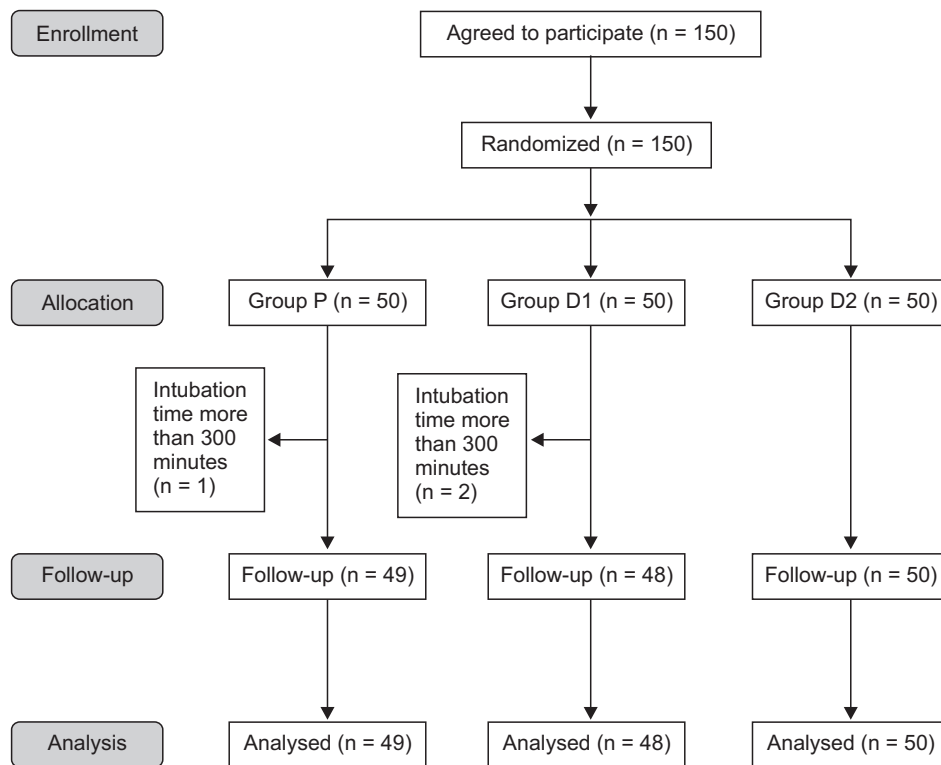 Enrollment
Agreed to participate (n = 150)
Randomized (n = 150)
Allocation
Group P (n = 50)
Group D1 (n = 50)
Group D2 (n = 50)
Intubation
time more
than 300
minutes
(n = 1)
Intubation
time more
than 300
minutes
(n = 2)
Follow-up
Follow-up (n = 49)
Follow-up (n = 48)
Follow-up (n = 50)
Analysis
Analysed (n = 49)
Analysed (n = 48)
Analysed (n = 50)